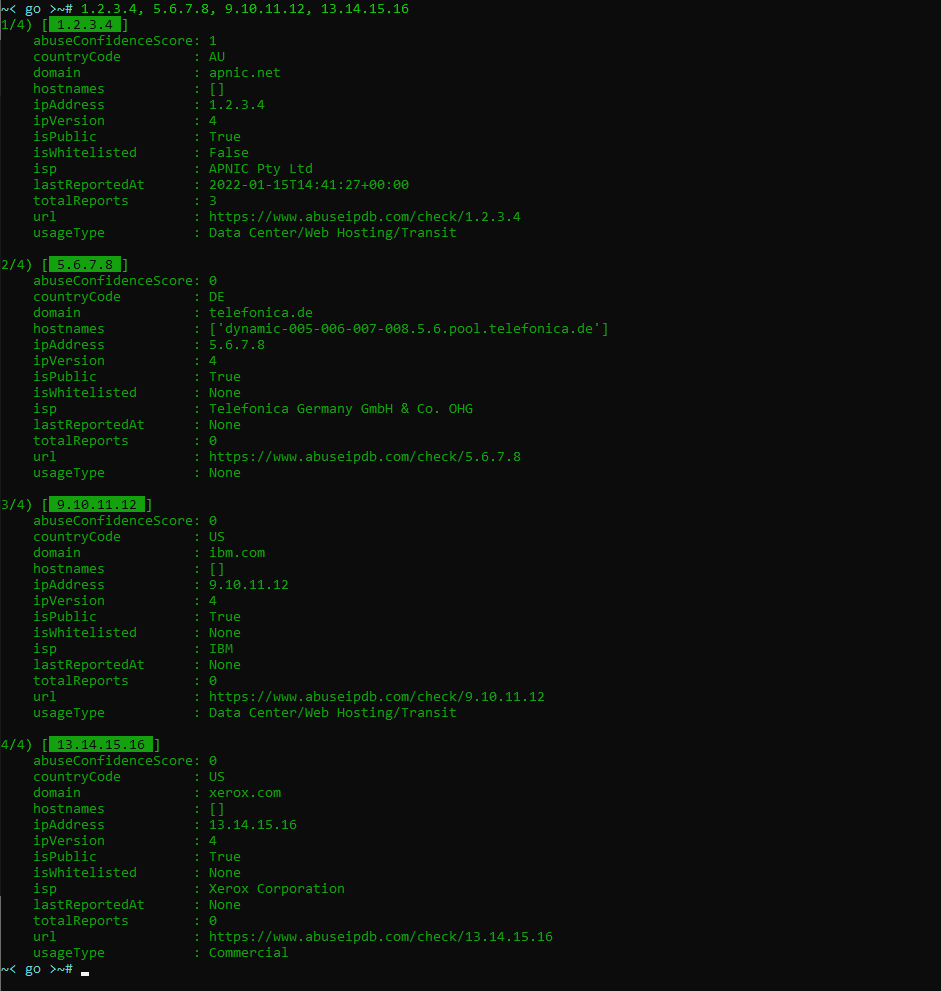 ~< go >~# 1.2.3.4, 5.6.7.8, 9.10.11.12, 13.14.15.16
1/4) [ 1.2.3.4 ]
    abuseConfidenceScore: 1
    countryCode         : AU
    domain              : apnic.net
    hostnames           : []
    ipAddress           : 1.2.3.4
    ipVersion           : 4
    isPublic            : True
    isWhitelisted       : False
    isp                 : APNIC Pty Ltd
    lastReportedAt      : 2022-01-15T14:41:27+00:00
    totalReports        : 3
    url                 : https://www.abuseipdb.com/check/1.2.3.4
    usageType           : Data Center/Web Hosting/Transit

2/4) [ 5.6.7.8 ]
    abuseConfidenceScore: 0
    countryCode         : DE
    domain              : telefonica.de
    hostnames           : ['dynamic-005-006-007-008.5.6.pool.telefonica.de']
    ipAddress           : 5.6.7.8
    ipVersion           : 4
    isPublic            : True
    isWhitelisted       : None
    isp                 : Telefonica Germany GmbH & Co. OHG
    lastReportedAt      : None
    totalReports        : 0
    url                 : https://www.abuseipdb.com/check/5.6.7.8
    usageType           : None

3/4) [ 9.10.11.12 ]
    abuseConfidenceScore: 0
    countryCode         : US
    domain              : ibm.com
    hostnames           : []
    ipAddress           : 9.10.11.12
    ipVersion           : 4
    isPublic            : True
    isWhitelisted       : None
    isp                 : IBM
    lastReportedAt      : None
    totalReports        : 0
    url                 : https://www.abuseipdb.com/check/9.10.11.12
    usageType           : Data Center/Web Hosting/Transit

4/4) [ 13.14.15.16 ]
    abuseConfidenceScore: 0
    countryCode         : US
    domain              : xerox.com
    hostnames           : []
    ipAddress           : 13.14.15.16
    ipVersion           : 4
    isPublic            : True
    isWhitelisted       : None
    isp                 : Xerox Corporation
    lastReportedAt      : None
    totalReports        : 0
    url                 : https://www.abuseipdb.com/check/13.14.15.16
    usageType           : Commercial
~< go >~#